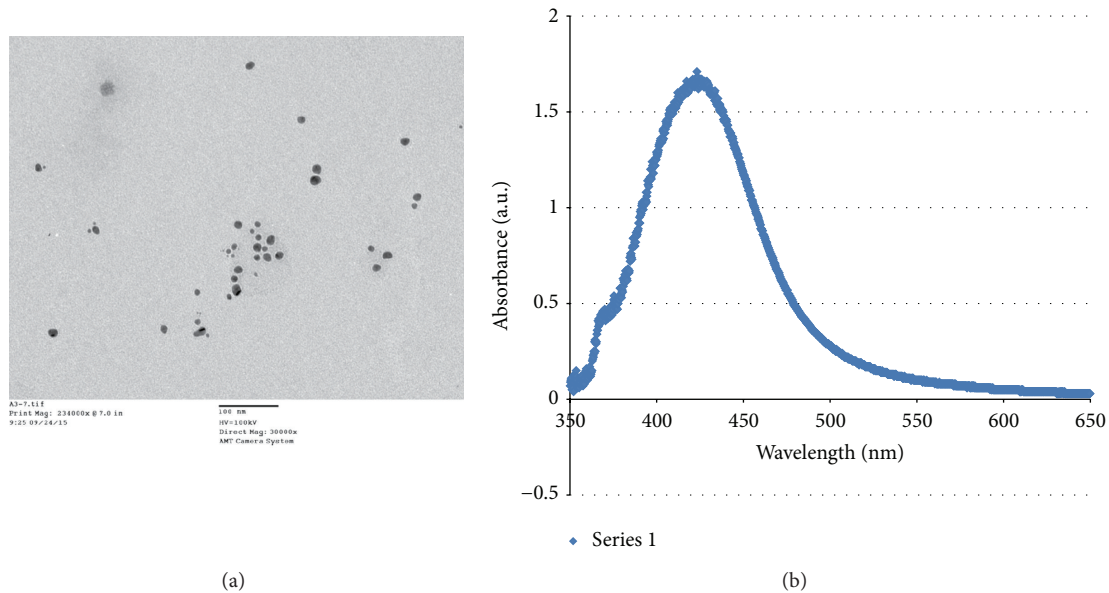 A3-7.tif
Print Mag: 234000x @ 7.0 in
9:25 09/24/15
100 nm
HV=100kV
Direct Mag: 30000x
AMT Camera System
(a)
2
1.5
1
0.5
0
−0.5
350 400 450 500 550 600 650
Absorbance (a.u.)
Wavelength (nm)
Series 1
(b)